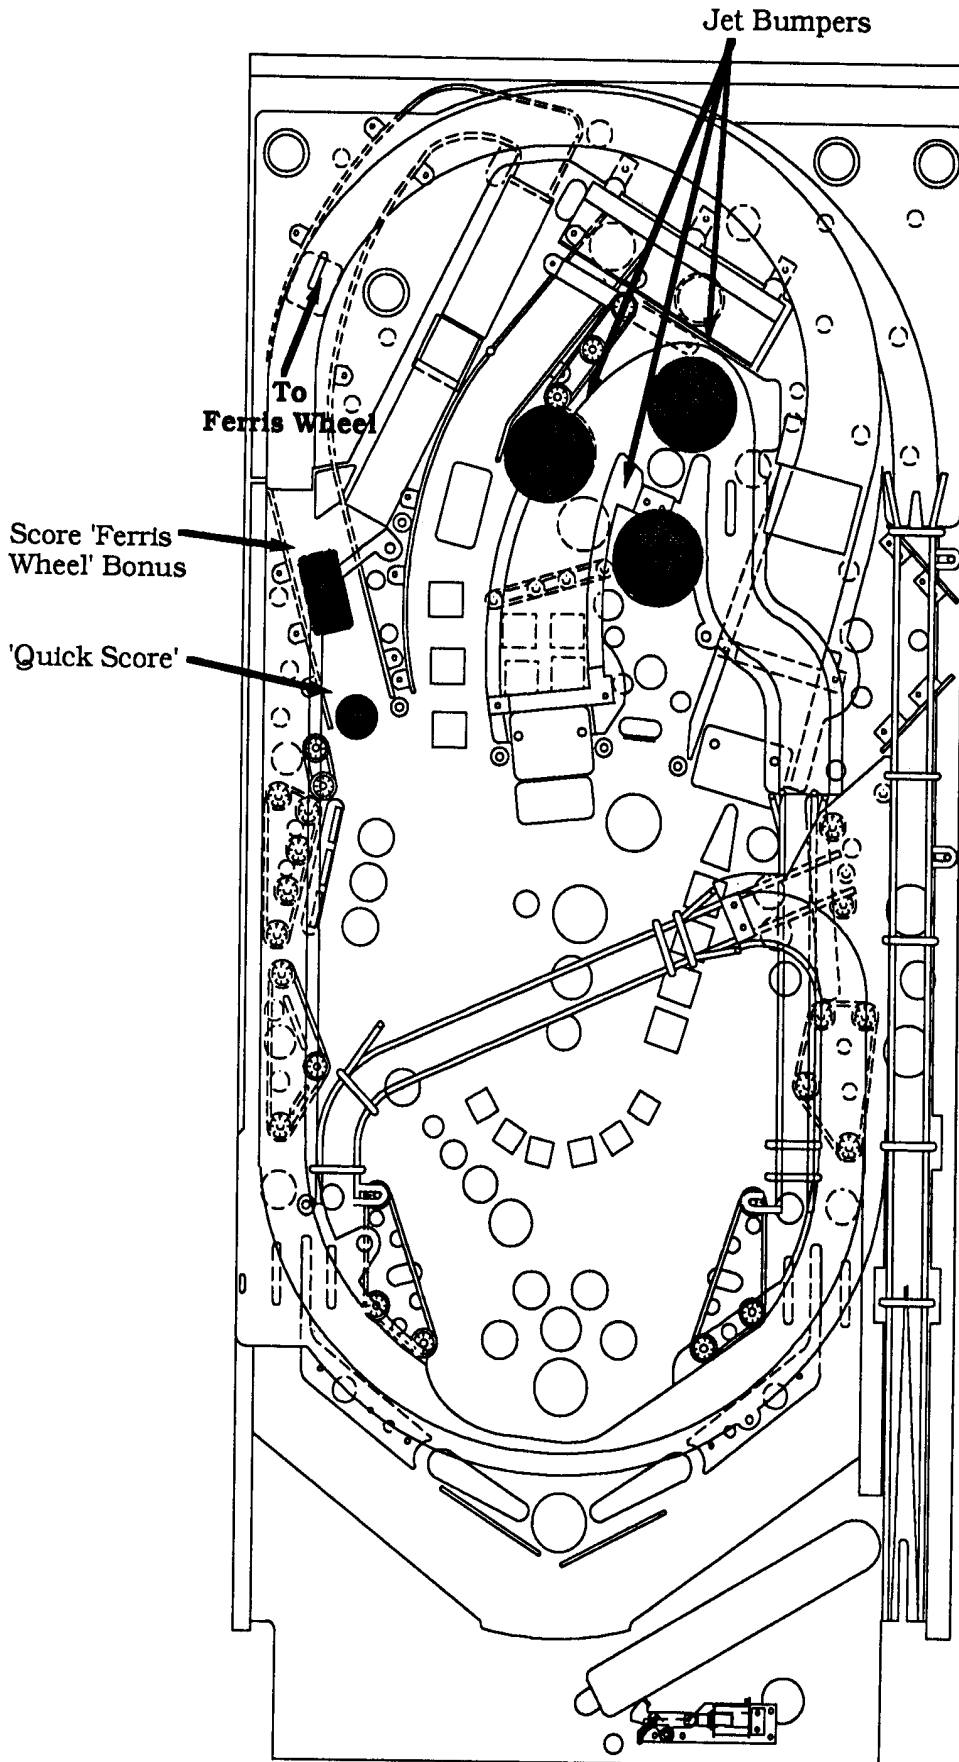 Jet Bumpers
To
Ferris Wheel
Score 'Ferris
Wheel' Bonus
'Quick Score'